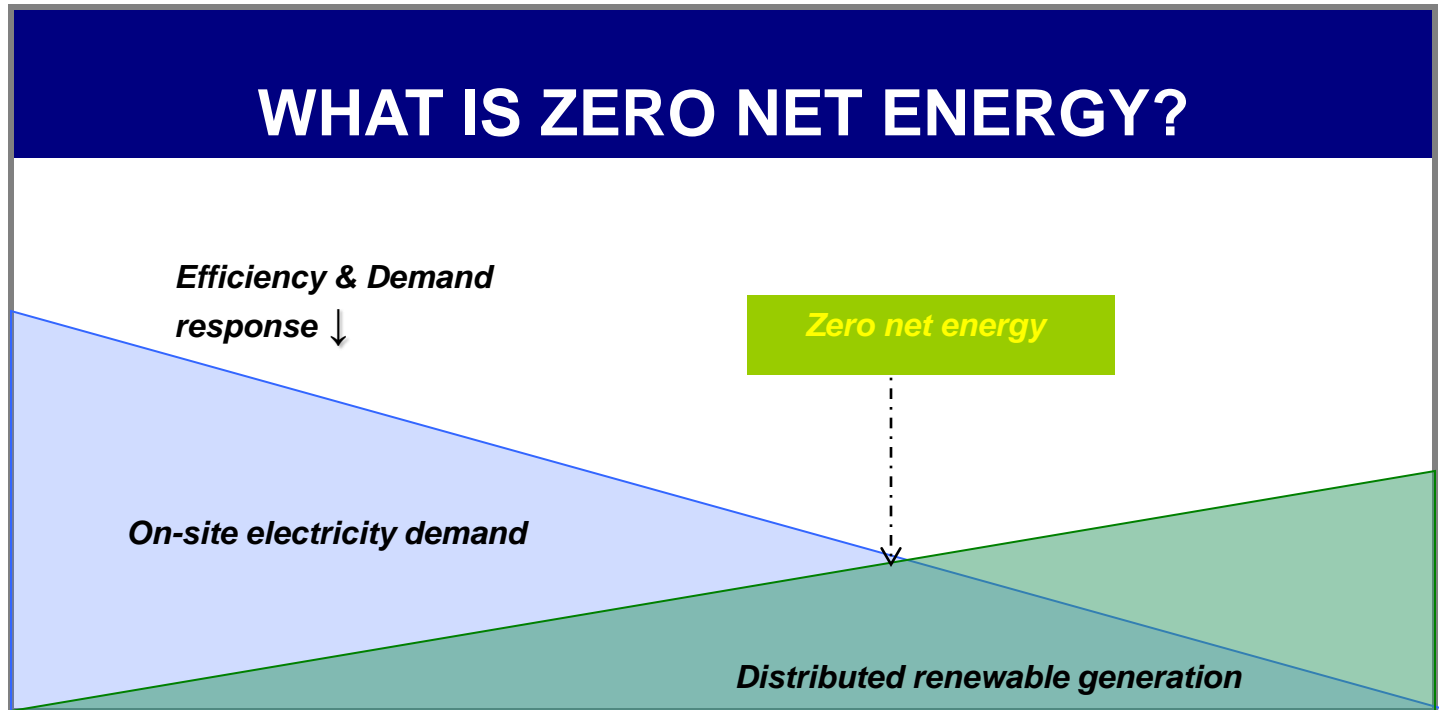 WHAT IS ZERO NET ENERGY?
Efficiency & Demand
response ↓
Zero net energy
On-site electricity demand
Distributed renewable generation